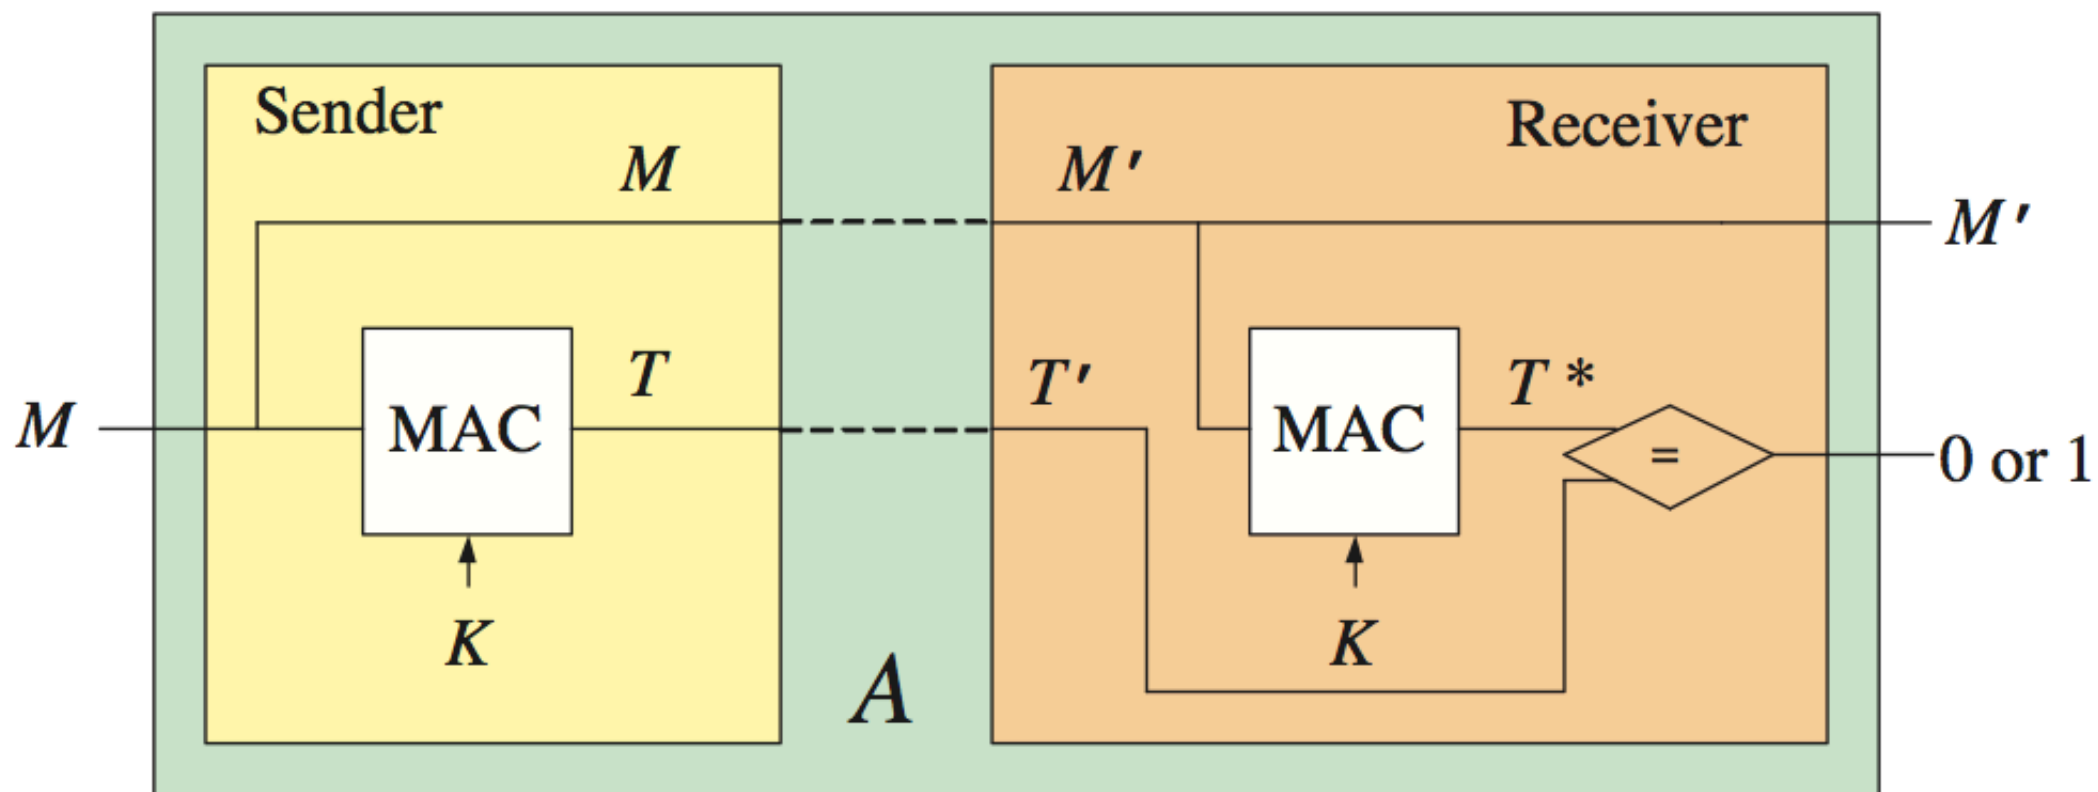 Sender
Receiver
M
M′
M′
T
T′
T *
M
MAC
MAC
=
0 or 1
K
K
A